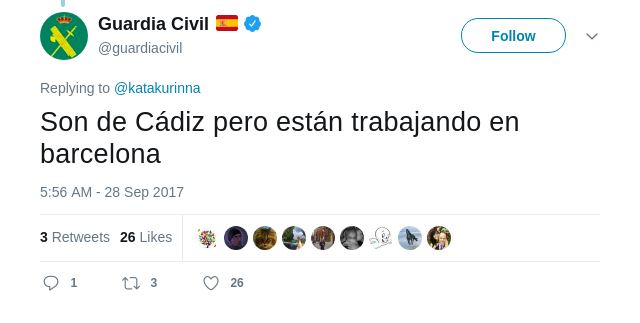 Guardia Civil
@guardiacivil
Follow
Replying to @katakurinna
Son de Cádiz pero están trabajando en
barcelona
5:56 AM - 28 Sep 2017
3 Retweets 26 Likes
1 3 26